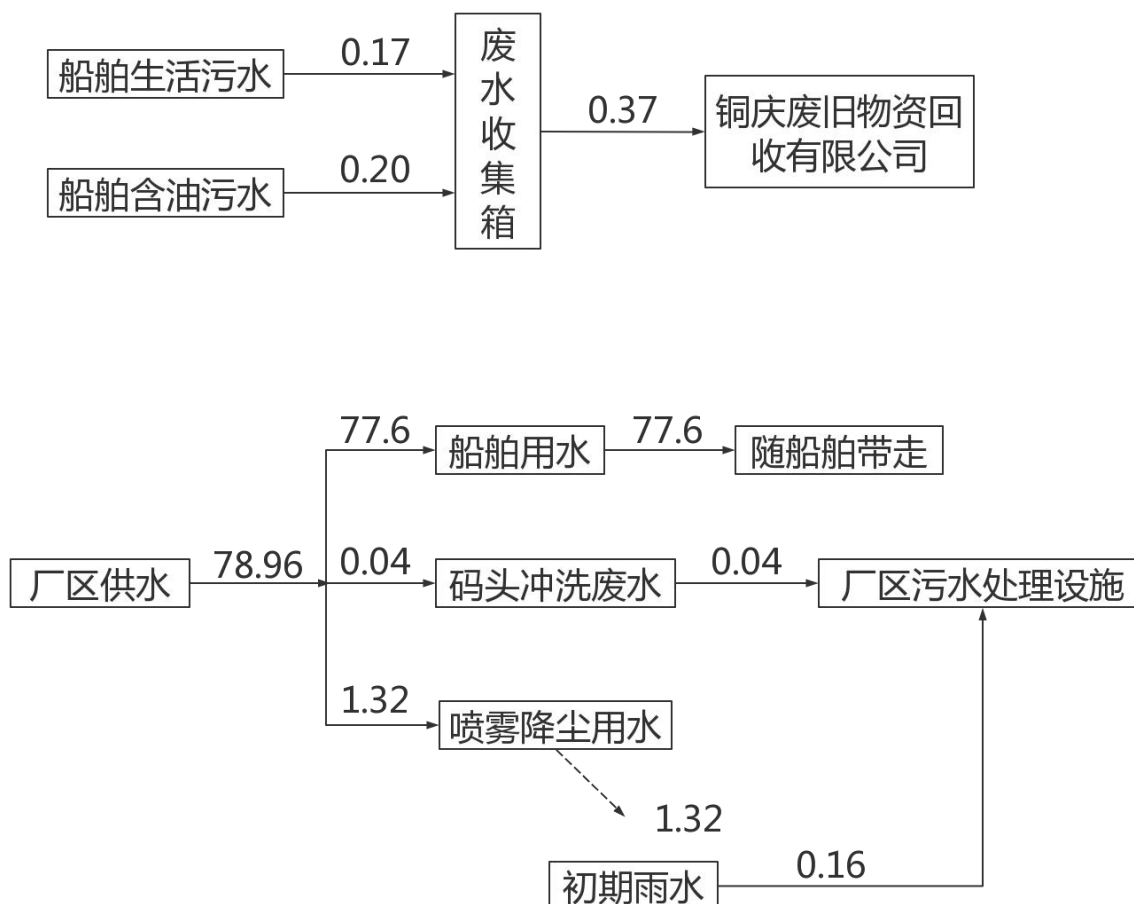 船舶生活污水
0.17
废
水
收
集
箱
0.37
铜庆废旧物资回
收有限公司
船舶含油污水
0.20
77.6
船舶用水
77.6
随船舶带走
厂区供水
78.96
0.04
码头冲洗废水
0.04
厂区污水处理设施
1.32
喷雾降尘用水
1.32
初期雨水
0.16